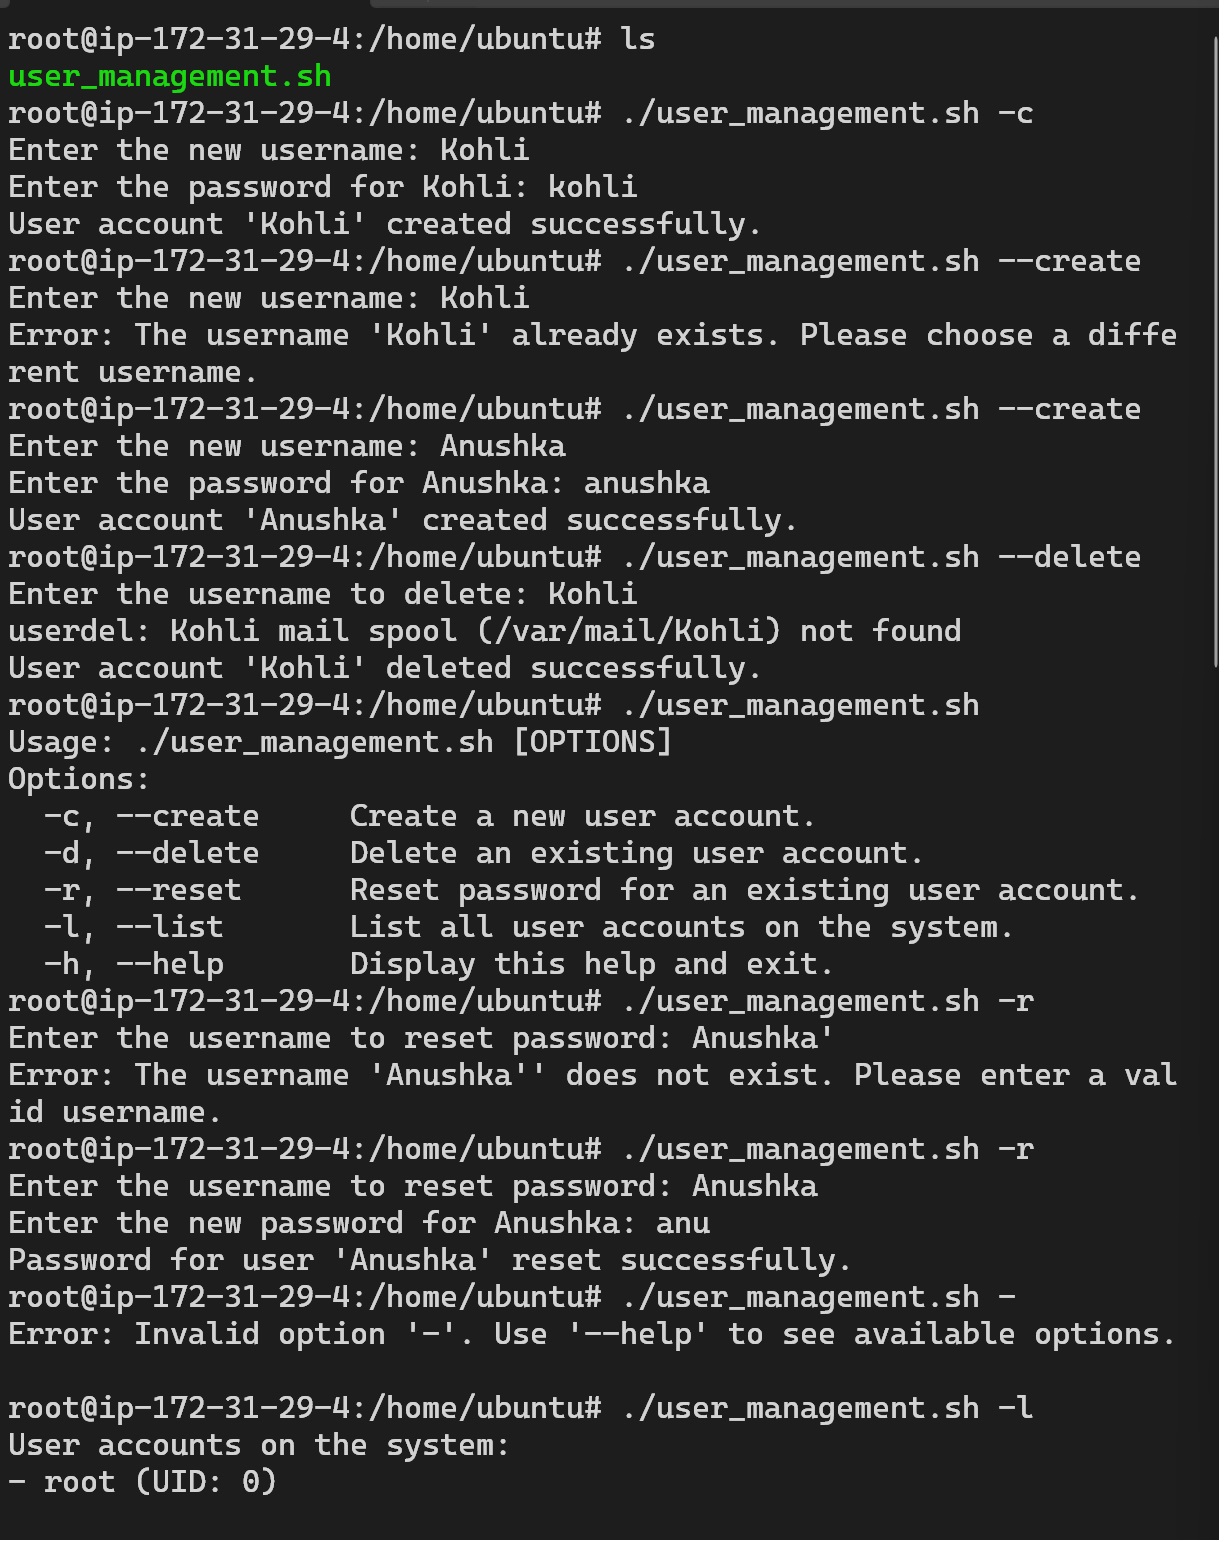 root@ip-172-31-29-4:/home/ubuntu# ls
user_management.sh
root@ip-172-31-29-4:/home/ubuntu# ./user_management.sh -c
Enter the new username: Kohli
Enter the password for Kohli: kohli
User account 'Kohli' created successfully.
root@ip-172-31-29-4:/home/ubuntu# ./user_management.sh --create
Enter the new username: Kohli
Error: The username 'Kohli' already exists. Please choose a diffe
rent username.
root@ip-172-31-29-4:/home/ubuntu# ./user_management.sh --create
Enter the new username: Anushka
Enter the password for Anushka: anushka
User account 'Anushka' created successfully.
root@ip-172-31-29-4:/home/ubuntu# ./user_management.sh --delete
Enter the username to delete: Kohli
userdel: Kohli mail spool (/var/mail/Kohli) not found
User account 'Kohli' deleted successfully.
root@ip-172-31-29-4:/home/ubuntu# ./user_management.sh
Usage: ./user_management.sh [OPTIONS]
Options:
  -c, --create     Create a new user account.
  -d, --delete     Delete an existing user account.
  -r, --reset      Reset password for an existing user account.
  -l, --list       List all user accounts on the system.
  -h, --help       Display this help and exit.
root@ip-172-31-29-4:/home/ubuntu# ./user_management.sh -r
Enter the username to reset password: Anushka'
Error: The username 'Anushka'' does not exist. Please enter a val
id username.
root@ip-172-31-29-4:/home/ubuntu# ./user_management.sh -r
Enter the username to reset password: Anushka
Enter the new password for Anushka: anu
Password for user 'Anushka' reset successfully.
root@ip-172-31-29-4:/home/ubuntu# ./user_management.sh -
Error: Invalid option '-'. Use '--help' to see available options.

root@ip-172-31-29-4:/home/ubuntu# ./user_management.sh -l
User accounts on the system:
- root (UID: 0)